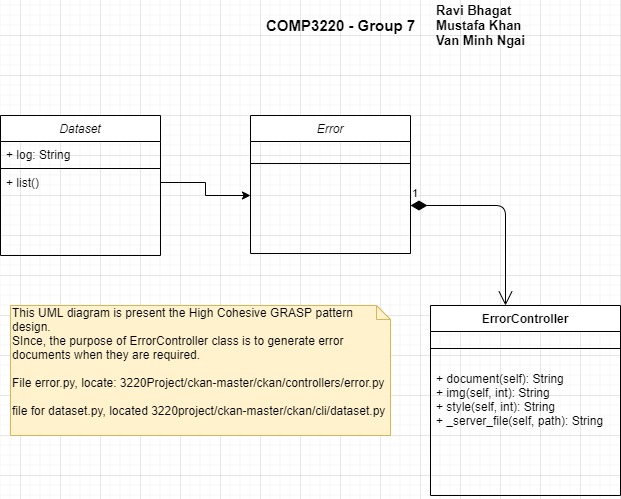 COMP3220 - Group 7
Ravi Bhagat
Mustafa Khan
Van Minh Ngai
Dataset
+ log: String
+ list()
Error
1
ErrorController
+ document(self): String
+ img(self, int): String
+ style(self, int): String
+ _server_file(self, path): String
This UML diagram is present the High Cohesive GRASP pattern
design.
SInce, the purpose of ErrorController class is to generate error
documents when they are required.
File error.py, locate: 3220Project/ckan-master/ckan/controllers/error.py
file for dataset.py, located 3220project/ckan-master/ckan/cli/dataset.py